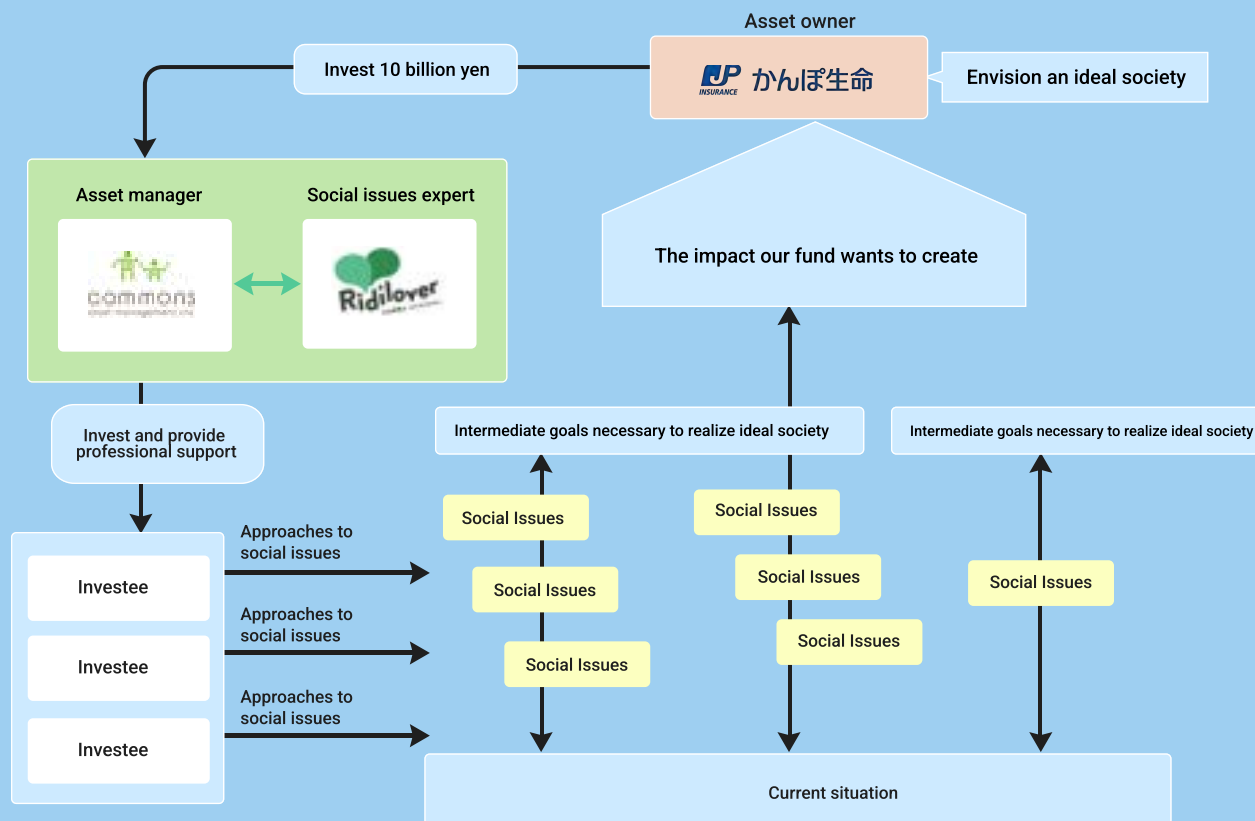 Asset owner
Invest 10 billion yen
JP
INSURANCE
かんぽ生命
Envision an ideal society
Asset manager
Social issues expert
commons
asset management, inc.
Ridilover
The impact our fund wants to create
Invest and provide
professional support
Intermediate goals necessary to realize ideal society
Intermediate goals necessary to realize ideal society
Social Issues
Social Issues
Social Issues
Social Issues
Social Issues
Social Issues
Social Issues
Approaches to
social issues
Investee
Approaches to
social issues
Investee
Approaches to
social issues
Investee
Current situation